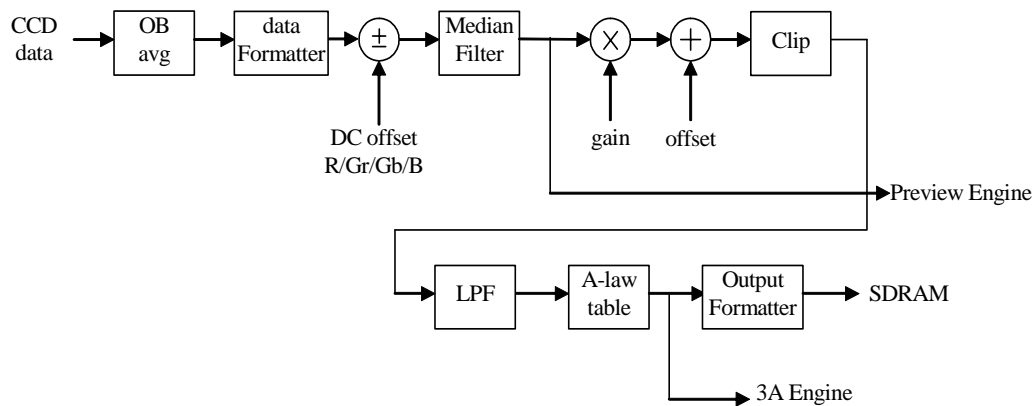 CCD
data
OB
avg
data
Formatter
±
Median
Filter
×
+
Clip
DC offset
R/Gr/Gb/B
gain
offset
Preview Engine
LPF
A-law
table
Output
Formatter
SDRAM
3A Engine